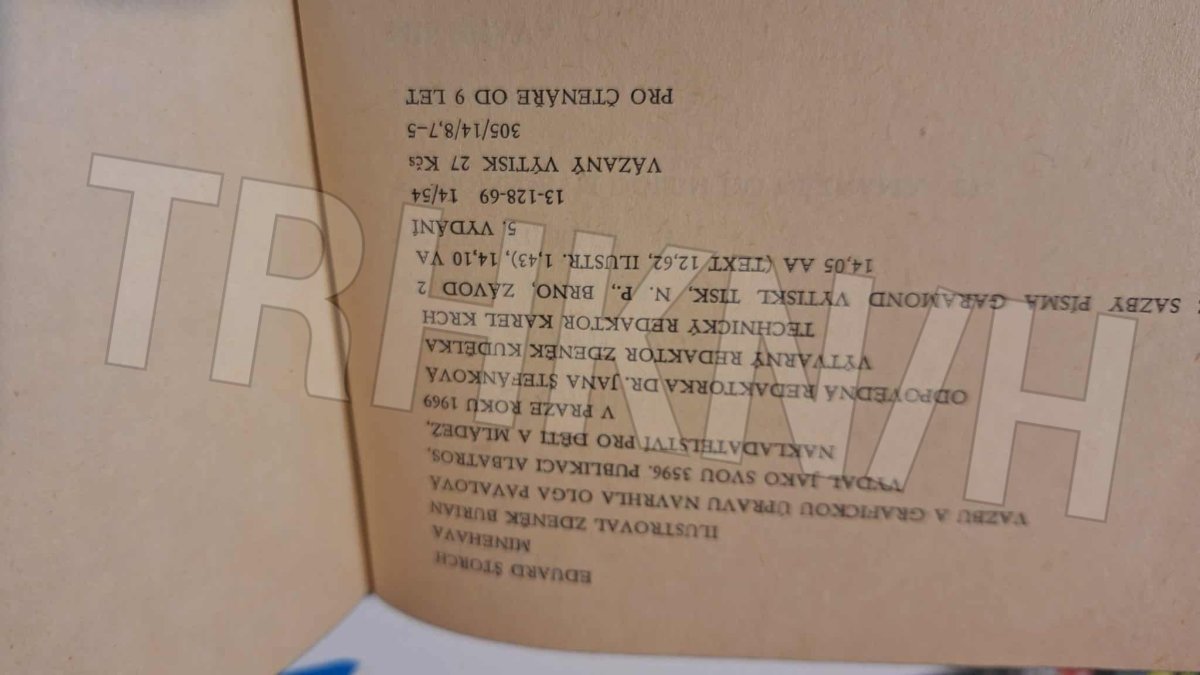 EDUARD ŠTORCH
MINEHAVA
ILUSTROVAL ZDENĚK BURIAN
VAZBU A GRAFICKOU ÚPRAVU NAVRHLA OLGA PAVALOVÁ
VYDAL JAKO SVOU 3596. PUBLIKACI ALBATROS,
NAKLADATELSTVÍ PRO DĚTI A MLÁDEŽ,
V PRAZE ROKU 1969
ODPOVĚDNÁ REDAKTORKA DR. JANA ŠTEFÁNKOVÁ
VÝTVARNÝ REDAKTOR ZDENĚK KUDĚLKA
TECHNICKÝ REDAKTOR KAREL KRCH
SAZBY PÍSMA GARAMOND VYTISKL TISK, N. P., BRNO, ZÁVOD 2
14,05 AA (TEXT 12,62, ILUSTR. 1,43), 14,10 VA
5. VYDÁNÍ
13-128-69 14/54
VÁZANÝ VÝTISK 27 Kčs
305/14/8,7-5
PRO ČTENÁŘE OD 9 LET